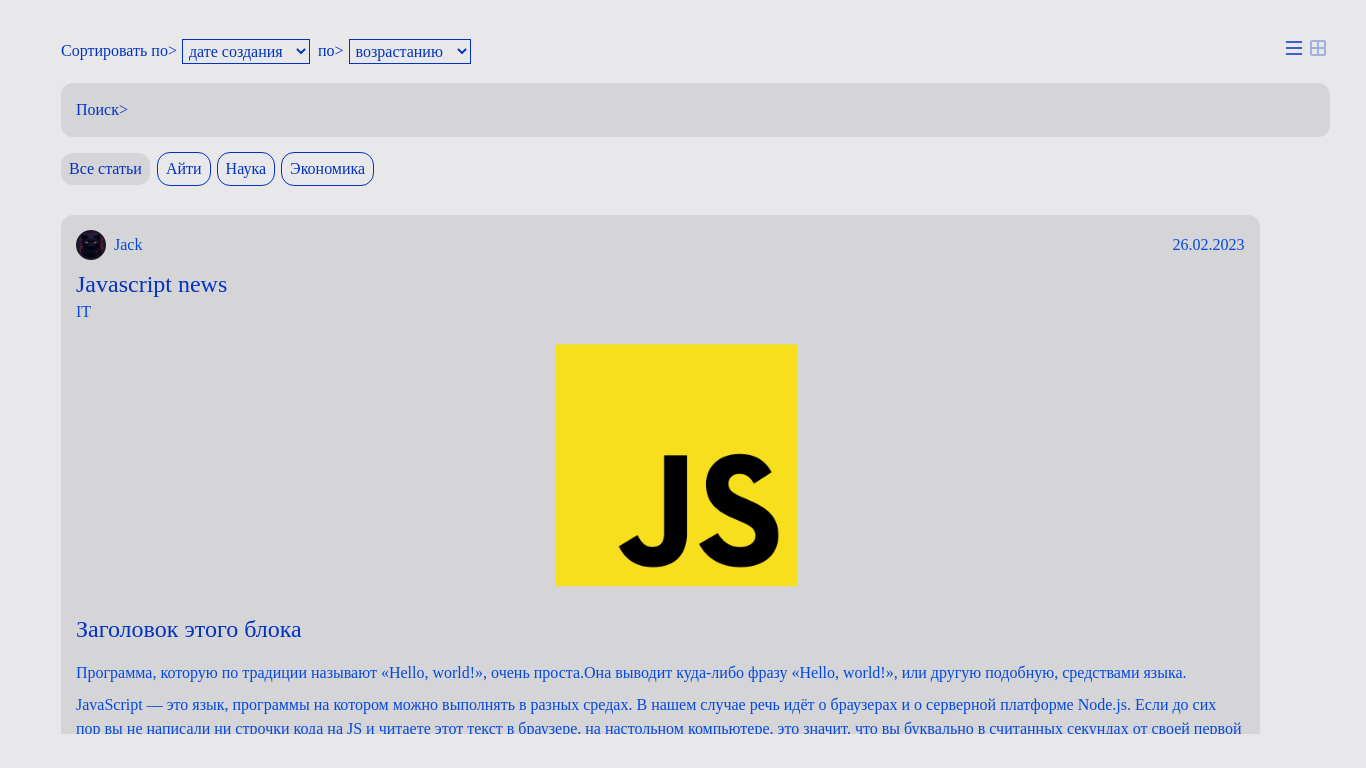 Сортировать по> дате создания по> возрастанию
Поиск>
Все статьи Айти Наука Экономика
Jack 26.02.2023
Javascript news
IT
JS
Заголовок этого блока
Программа, которую по традиции называют «Hello, world!», очень проста.Она выводит куда-либо фразу «Hello, world!», или другую подобную, средствами языка.
JavaScript — это язык, программы на котором можно выполнять в разных средах. В нашем случае речь идёт о браузерах и о серверной платформе Node.js. Если до сих
пор вы не написали ни строчки кода на JS и читаете этот текст в браузере, на настольном компьютере, это значит, что вы буквально в считанных секундах от своей первой